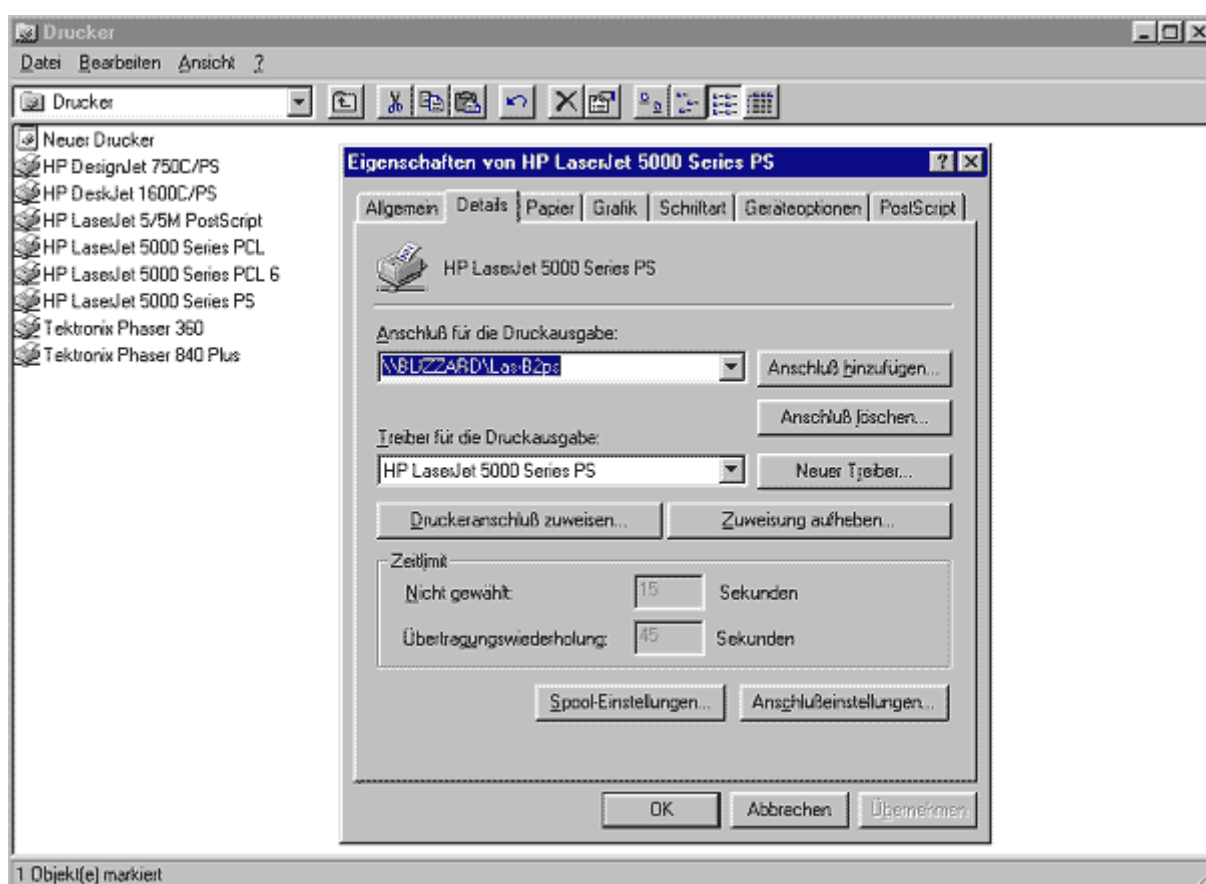 Drucker
Datei Bearbeiten Ansicht ?
Drucker
Neuer Drucker
HP DesignJet 750C/PS
HP DeskJet 1600C/PS
HP LaserJet 5/5M PostScript
HP LaserJet 5000 Series PCL
HP LaserJet 5000 Series PCL 6
HP LaserJet 5000 Series PS
Tektronix Phaser 360
Tektronix Phaser 840 Plus
Eigenschaften von HP LaserJet 5000 Series PS
Allgemein Details Papier Grafik Schriftart Geräteoptionen PostScript
HP LaserJet 5000 Series PS
Anschluß für die Druckausgabe:
\\BLIZZARD\Las-B2ps
Anschluß hinzufügen...
Anschluß löschen...
Treiber für die Druckausgabe:
HP LaserJet 5000 Series PS
Neuer Treiber...
Druckeranschluß zuweisen... Zuweisung aufheben...
Zeitlimit
Nicht gewählt: 15 Sekunden
Übertragungswiederholung: 45 Sekunden
Spool-Einstellungen... Anschlußeinstellungen...
OK Abbrechen Übernehmen
1 Objekt(e) markiert